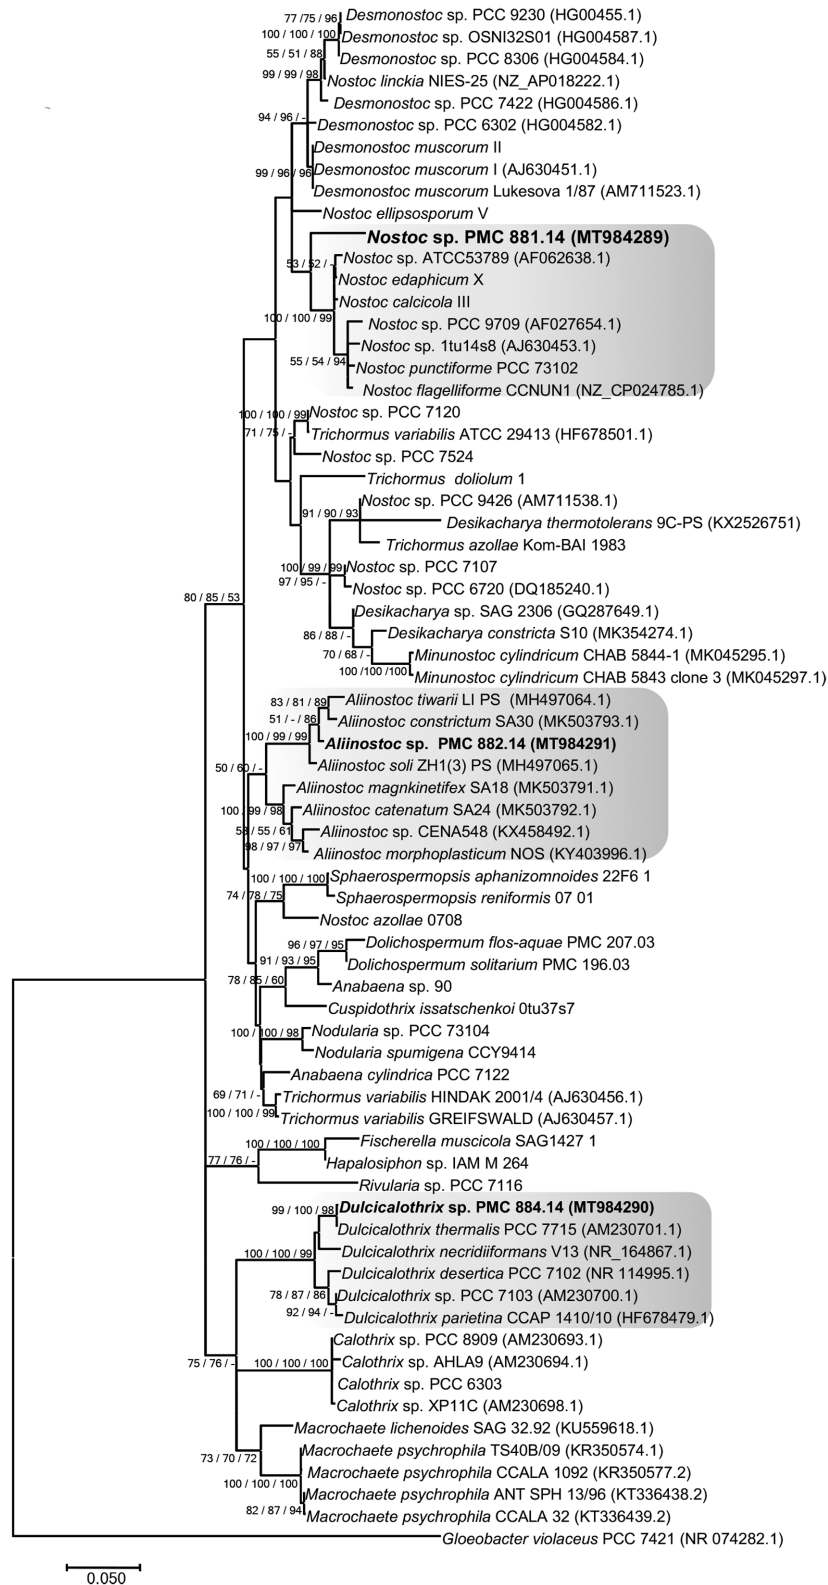 77 /75 / 96 Desmonostoc sp. PCC 9230 (HG00455.1)
100 / 100 / 100 Desmonostoc sp. OSNI32S01 (HG004587.1)
55 / 51 / 88 Desmonostoc sp. PCC 8306 (HG004584.1)
99 / 99 / 98 Nostoc linckia NIES-25 (NZ_AP018222.1)
Desmonostoc sp. PCC 7422 (HG004586.1)
94 / 96 / - Desmonostoc sp. PCC 6302 (HG004582.1)
Desmonostoc muscorum II
99 / 96 / 96 Desmonostoc muscorum I (AJ630451.1)
Desmonostoc muscorum Lukesova 1/87 (AM711523.1)
Nostoc ellipsosporum V
Nostoc sp. PMC 881.14 (MT984289)
53 / 52 / - Nostoc sp. ATCC53789 (AF062638.1)
Nostoc edaphicum X
Nostoc calcicola III
100 / 100 / 99 Nostoc sp. PCC 9709 (AF027654.1)
Nostoc sp. 1tu14s8 (AJ630453.1)
55 / 54 / 94 Nostoc punctiforme PCC 73102
Nostoc flagelliforme CCNUN1 (NZ_CP024785.1)
100 / 100 / 99 Nostoc sp. PCC 7120
71 / 75 / - Trichormus variabilis ATCC 29413 (HF678501.1)
Nostoc sp. PCC 7524
Trichormus doliolum 1
Nostoc sp. PCC 9426 (AM711538.1)
91 / 90 / 93 Desikacharya thermotolerans 9C-PS (KX2526751)
Trichormus azollae Kom-BAI 1983
100 / 99 / 99 Nostoc sp. PCC 7107
97 / 95 / - Nostoc sp. PCC 6720 (DQ185240.1)
80 / 85 / 53 Desikacharya sp. SAG 2306 (GQ287649.1)
86 / 88 / - Desikacharya constricta S10 (MK354274.1)
70 / 68 / - Minunostoc cylindricum CHAB 5844-1 (MK045295.1)
100 /100 /100 Minunostoc cylindricum CHAB 5843 clone 3 (MK045297.1)
83 / 81 / 89 Aliinostoc tiwarii LI PS (MH497064.1)
51 / - / 86 Aliinostoc constrictum SA30 (MK503793.1)
100 / 99 / 99 Aliinostoc sp. PMC 882.14 (MT984291)
50 / 60 / - Aliinostoc soli ZH1(3) PS (MH497065.1)
Aliinostoc magnkinetifex SA18 (MK503791.1)
100 / 99 / 98 Aliinostoc catenatum SA24 (MK503792.1)
/ 55 / 61 Aliinostoc sp. CENA548 (KX458492.1)
98 / 97 / 97 Aliinostoc morphoplasticum NOS (KY403996.1)
100 / 100 / 100 Sphaerospermopsis aphanizomnoides 22F6 1
74 / 78 / 75 Sphaerospermopsis reniformis 07 01
Nostoc azollae 0708
96 / 97 / 95 Dolichospermum flos-aquae PMC 207.03
91 / 93 / 95 Dolichospermum solitarium PMC 196.03
78 / 85 / 60 Anabaena sp. 90
Cuspidothrix issatschenkoi 0tu37s7
100 / 100 / 98 Nodularia sp. PCC 73104
Nodularia spumigena CCY9414
Anabaena cylindrica PCC 7122
69 / 71 / - Trichormus variabilis HINDAK 2001/4 (AJ630456.1)
100 / 100 / 99 Trichormus variabilis GREIFSWALD (AJ630457.1)
100 / 100 / 100 Fischerella muscicola SAG1427 1
77 / 76 / - Hapalosiphon sp. IAM M 264
Rivularia sp. PCC 7116
99 / 100 / 98 Dulcicalothrix sp. PMC 884.14 (MT984290)
Dulcicalothrix thermalis PCC 7715 (AM230701.1)
100 / 100 / 99 Dulcicalothrix necridiiformans V13 (NR_164867.1)
Dulcicalothrix desertica PCC 7102 (NR 114995.1)
78 / 87 / 86 Dulcicalothrix sp. PCC 7103 (AM230700.1)
92 / 94 / - Dulcicalothrix parietina CCAP 1410/10 (HF678479.1)
Calothrix sp. PCC 8909 (AM230693.1)
75 / 76 / - 100 / 100 / 100 Calothrix sp. AHLA9 (AM230694.1)
Calothrix sp. PCC 6303
Calothrix sp. XP11C (AM230698.1)
Macrochaete lichenoides SAG 32.92 (KU559618.1)
73 / 70 / 72 Macrochaete psychrophila TS40B/09 (KR350574.1)
100 / 100 / 100 Macrochaete psychrophila CCALA 1092 (KR350577.2)
Macrochaete psychrophila ANT SPH 13/96 (KT336438.2)
82 / 87 / 94 Macrochaete psychrophila CCALA 32 (KT336439.2)
Gloeobacter violaceus PCC 7421 (NR 074282.1)
0.050